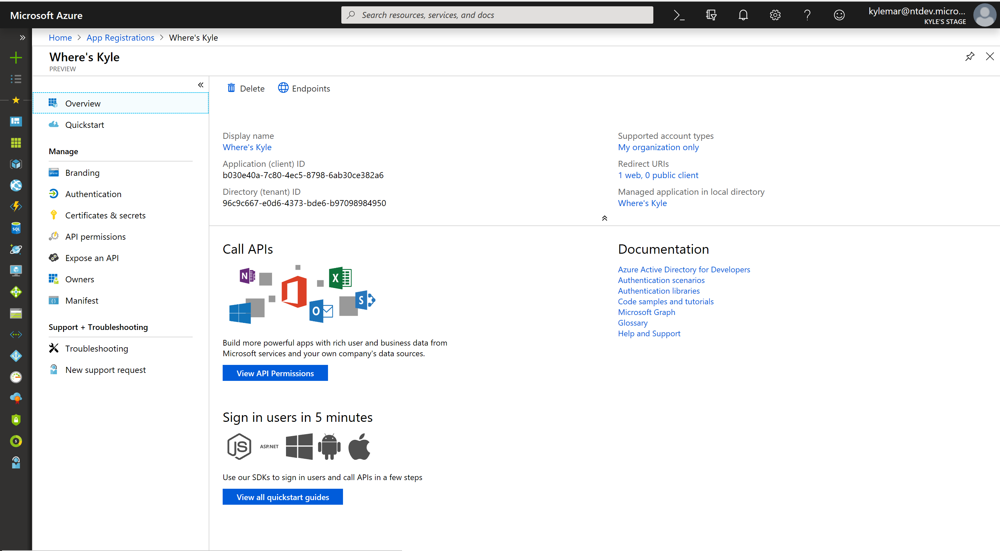 Microsoft Azure
Search resources, services, and docs
kylemar@ntdev.micro...
KYLE'S STAGE
Home > App Registrations > Where's Kyle
Where's Kyle
PREVIEW
Overview
Quickstart
Manage
Branding
Authentication
Certificates & secrets
API permissions
Expose an API
Owners
Manifest
Support + Troubleshooting
Troubleshooting
New support request
Delete
Endpoints
Display name
Where's Kyle
Application (client) ID
b030e40a-7c80-4ec5-8798-6ab30ce382a6
Directory (tenant) ID
96c9c667-e0d6-4373-bde6-b97098984950
Supported account types
My organization only
Redirect URIs
1 web, 0 public client
Managed application in local directory
Where's Kyle
Call APIs
N
X
S
O
Build more powerful apps with rich user and business data from
Microsoft services and your own company's data sources.
View API Permissions
Sign in users in 5 minutes
JS
ASP.NET
Use our SDKs to sign in users and call APIs in a few steps
View all quickstart guides
Documentation
Azure Active Directory for Developers
Authentication scenarios
Authentication libraries
Code samples and tutorials
Microsoft Graph
Glossary
Help and Support
SQL
www